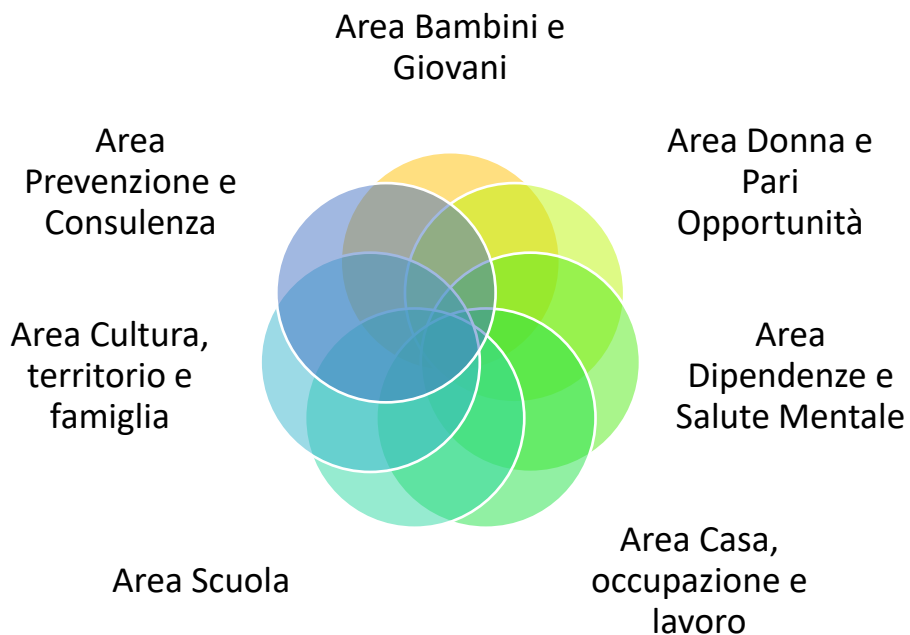 Area Bambini e
Giovani
Area Donna e
Pari
Opportunità
Area
Dipendenze e
Salute Mentale
Area Casa,
occupazione e
lavoro
Area Scuola
Area Cultura,
territorio e
famiglia
Area
Prevenzione e
Consulenza